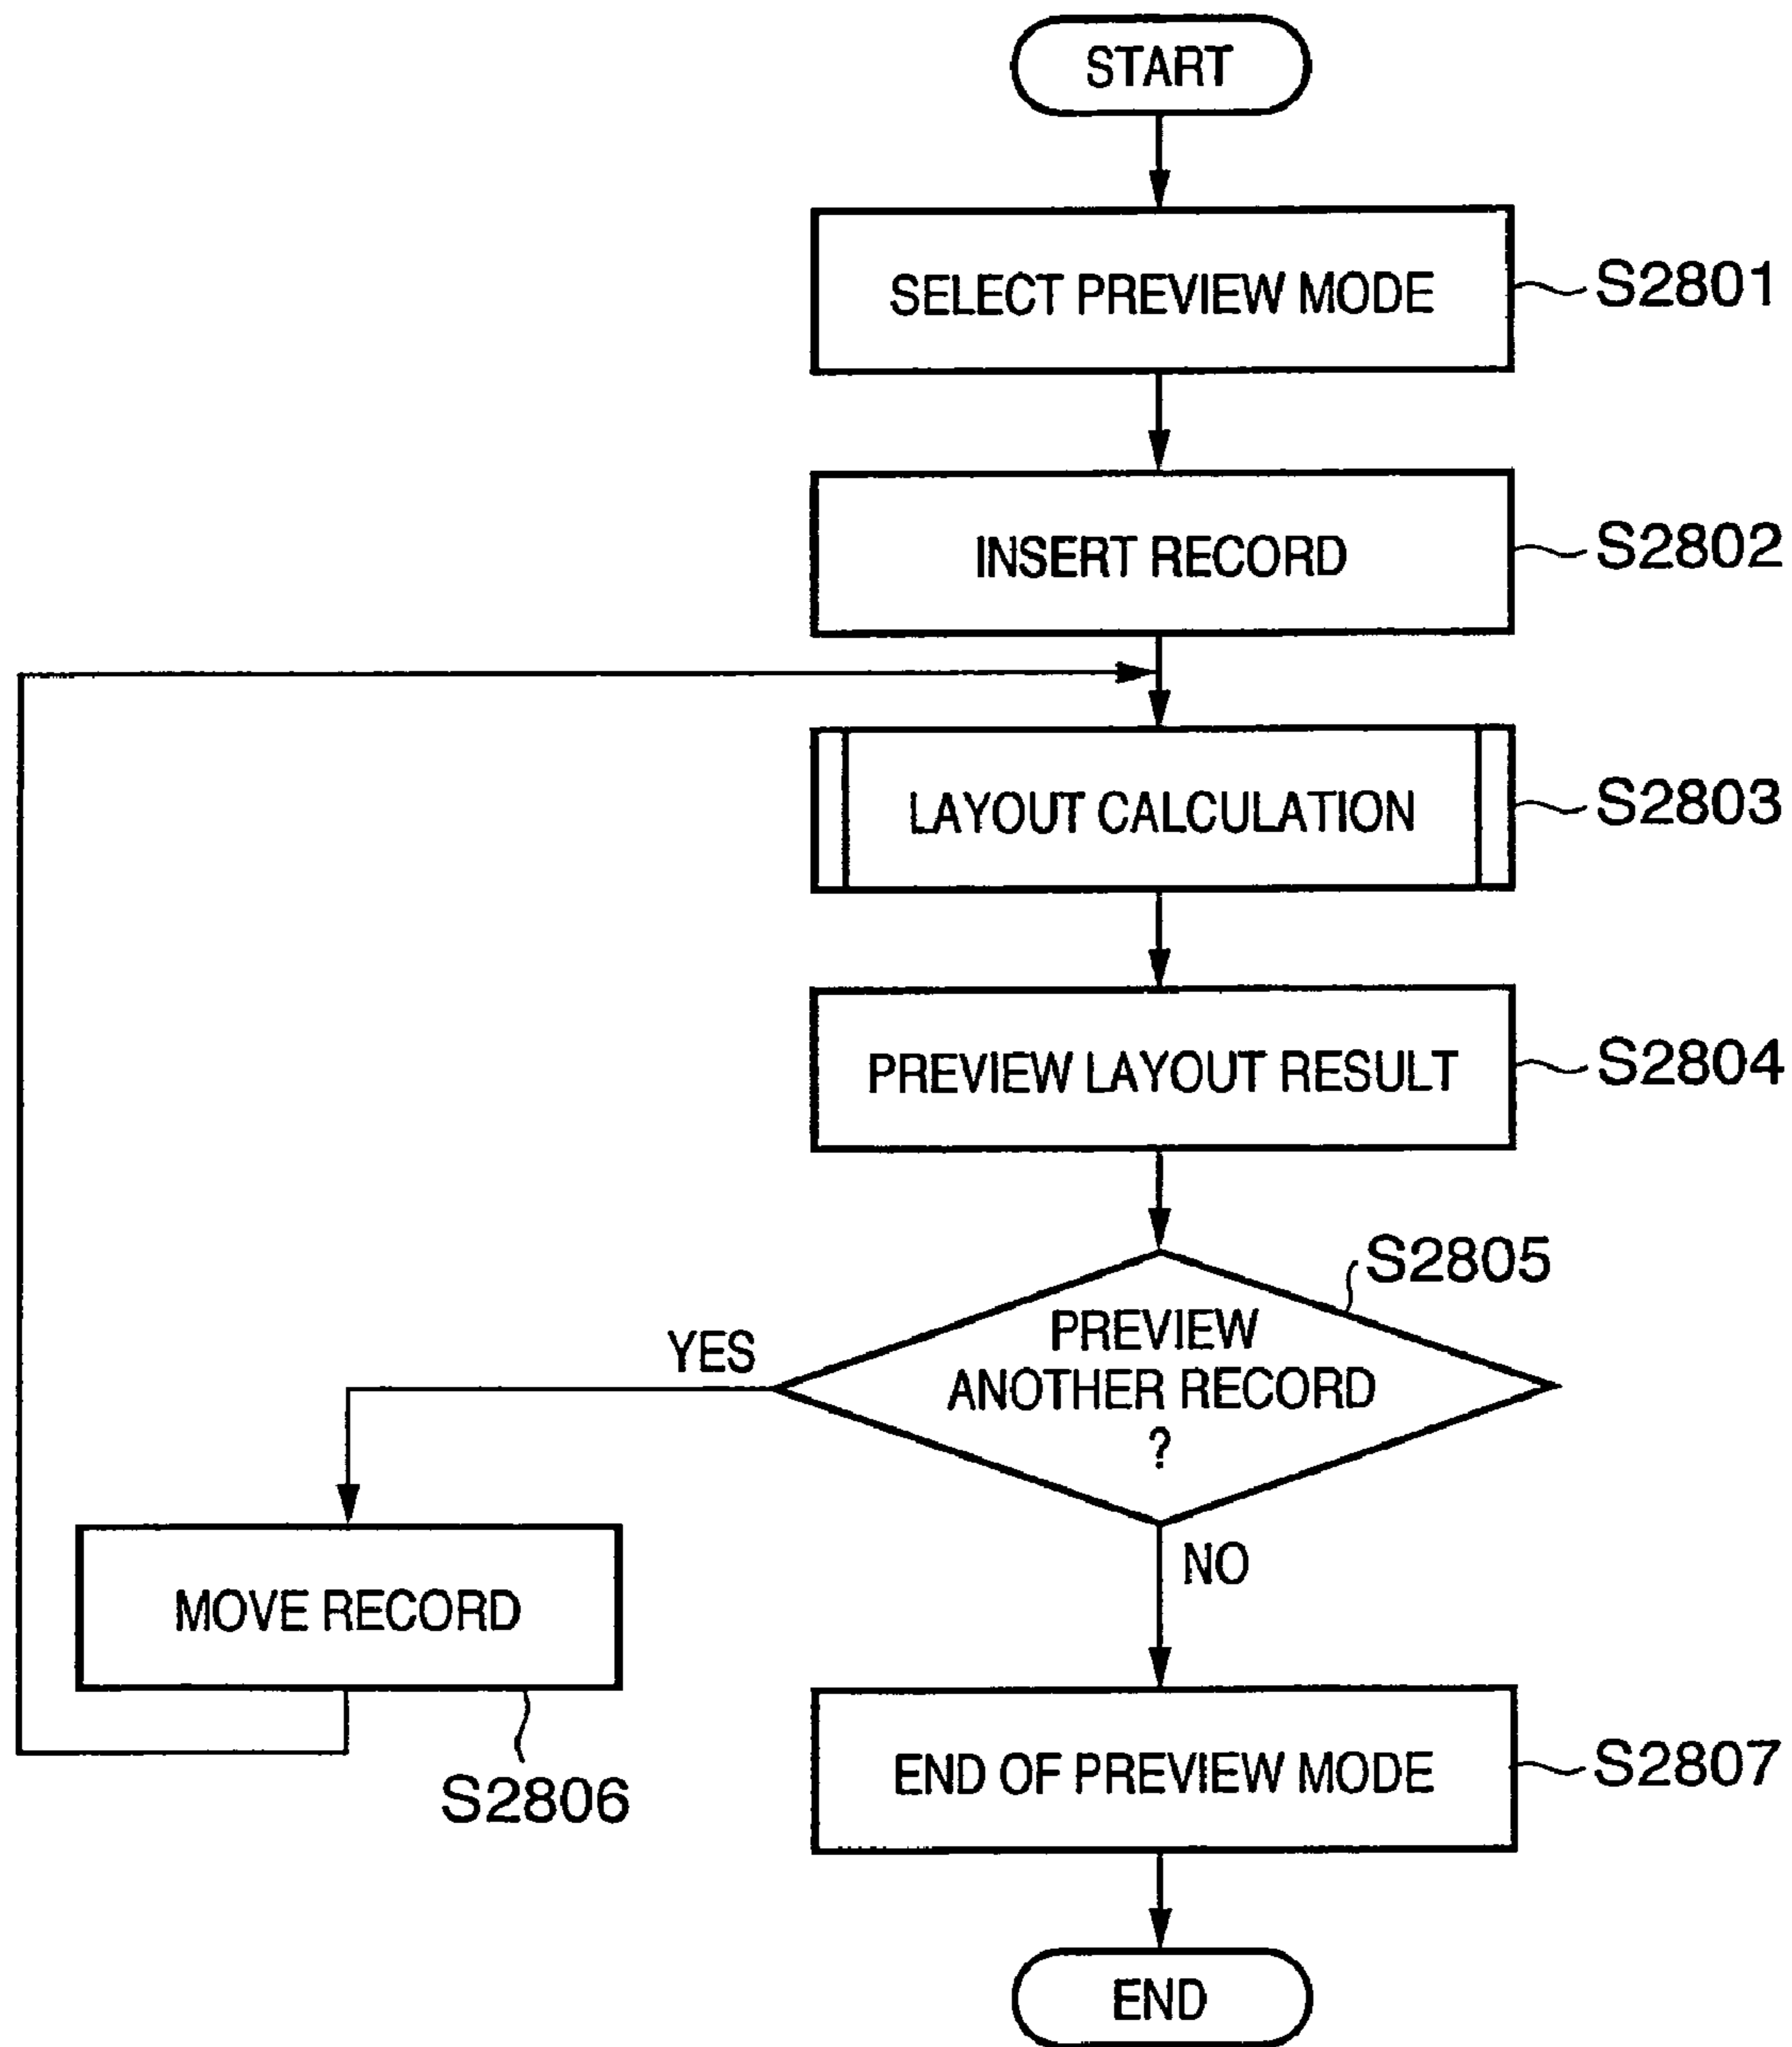 START
SELECT PREVIEW MODE
S2801
INSERT RECORD
S2802
LAYOUT CALCULATION
S2803
PREVIEW LAYOUT RESULT
S2804
S2805
PREVIEW
ANOTHER RECORD
?
YES
NO
MOVE RECORD
S2806
END OF PREVIEW MODE
S2807
END